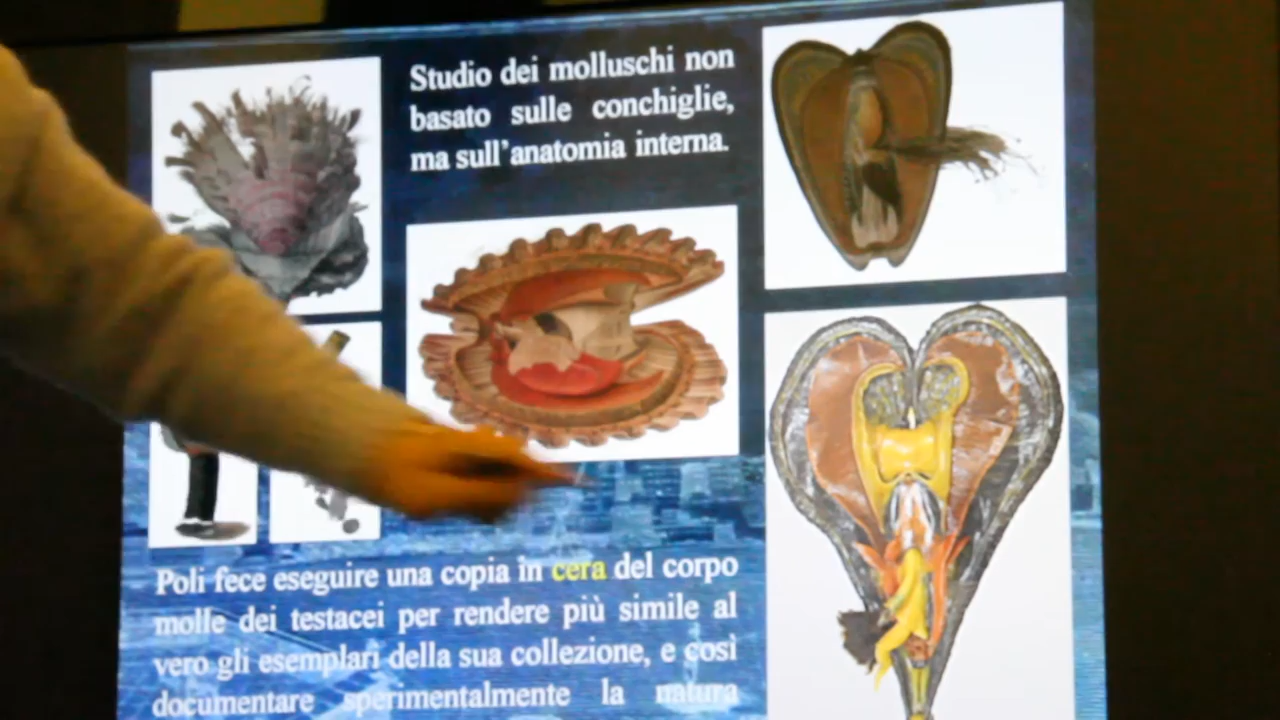 Studio dei molluschi non
basato sulle conchiglie,
ma sull'anatomia interna.
Poli fece eseguire una copia in cera del corpo
molle dei testacei per rendere più simile al
vero gli esemplari della sua collezione, e così
documentare sperimentalmente la natura